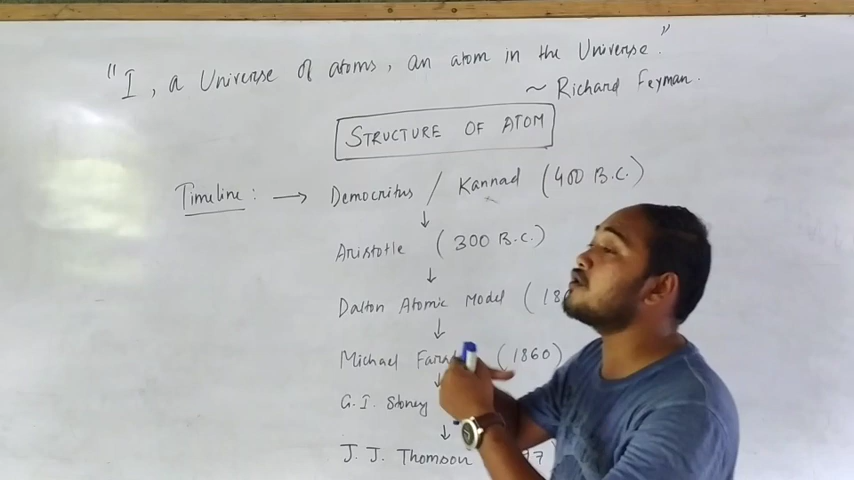 "I, a Universe of atoms, an atom in the Universe."
~ Richard Feyman.
STRUCTURE OF ATOM
Timeline: → Democritus / Kannad (400 B.C.)
↓
Aristotle (300 B.C.)
↓
Dalton Atomic Model (18
↓
Michael (1860)
↓
G.I. Stoney
↓
J.J. Thomson